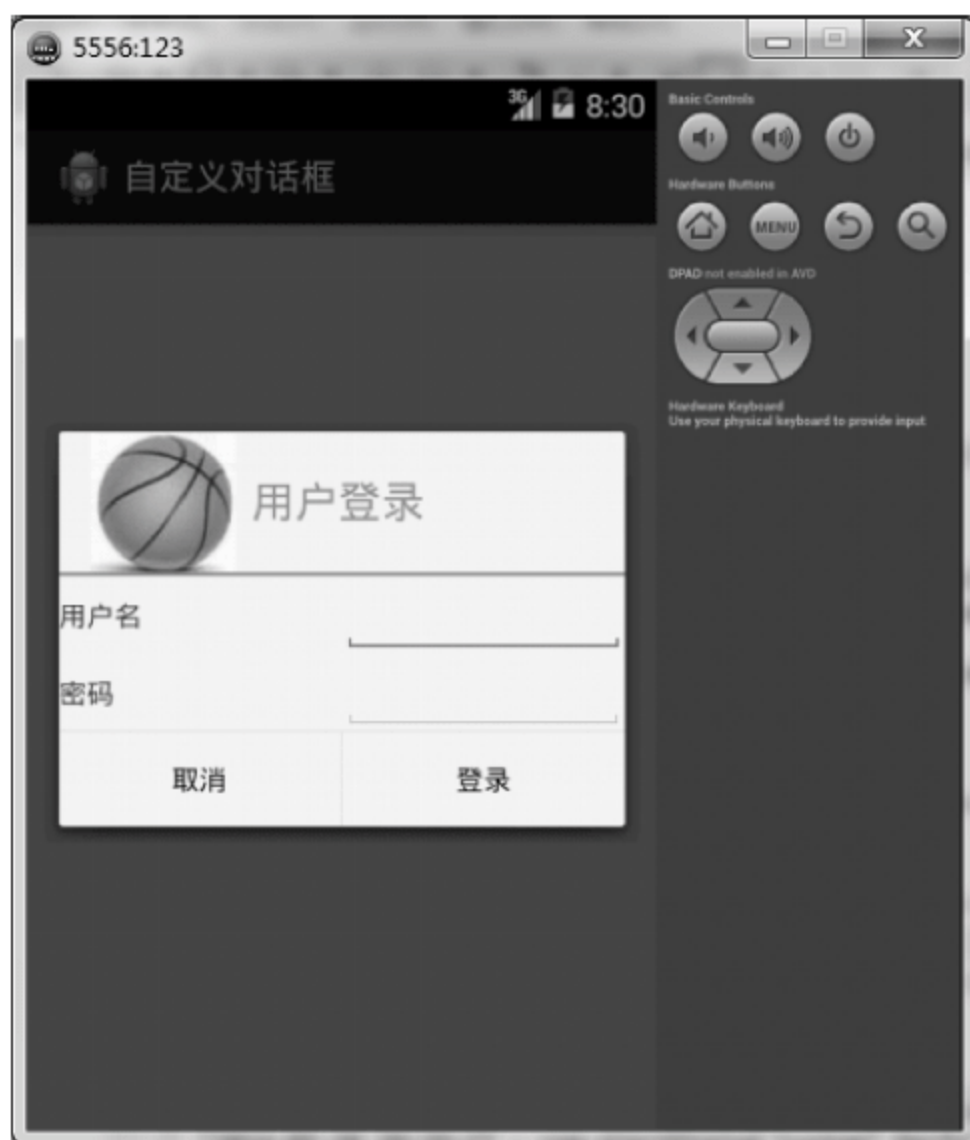 5556:123
3G 8:30
自定义对话框
Basic Controls
Hardware Buttons
MENU
DPAD not enabled in AVD
Hardware Keyboard
Use your physical keyboard to provide input
用户登录
用户名
密码
取消 登录